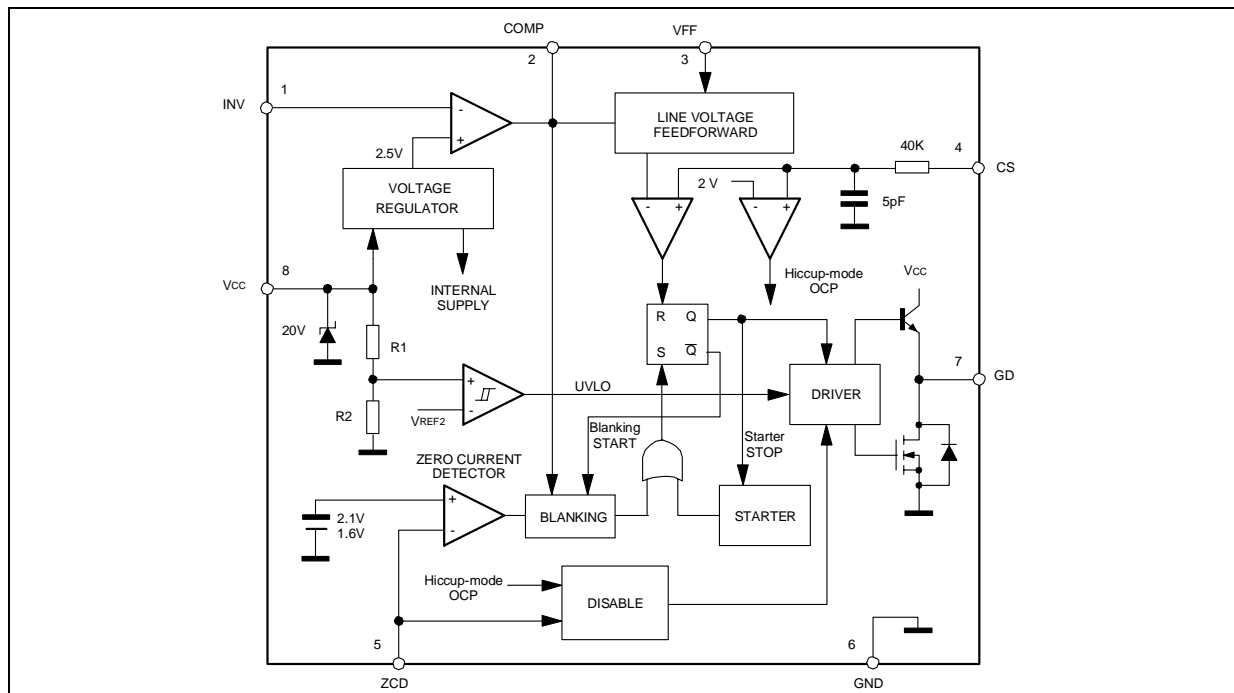 COMP
VFF
2
3
1
INV
LINE VOLTAGE
FEEDFORWARD
-
+
2.5V
40K
4
CS
VOLTAGE
REGULATOR
2 V
-
+
-
+
5pF
8
VCC
INTERNAL
SUPPLY
Hiccup-mode
OCP
VCC
20V
R1
R
Q
S
Q̅
7
GD
R2
+
-
VREF2
UVLO
DRIVER
Blanking
START
Starter
STOP
ZERO CURRENT
DETECTOR
+
-
2.1V
1.6V
BLANKING
STARTER
Hiccup-mode
OCP
DISABLE
5
6
ZCD
GND